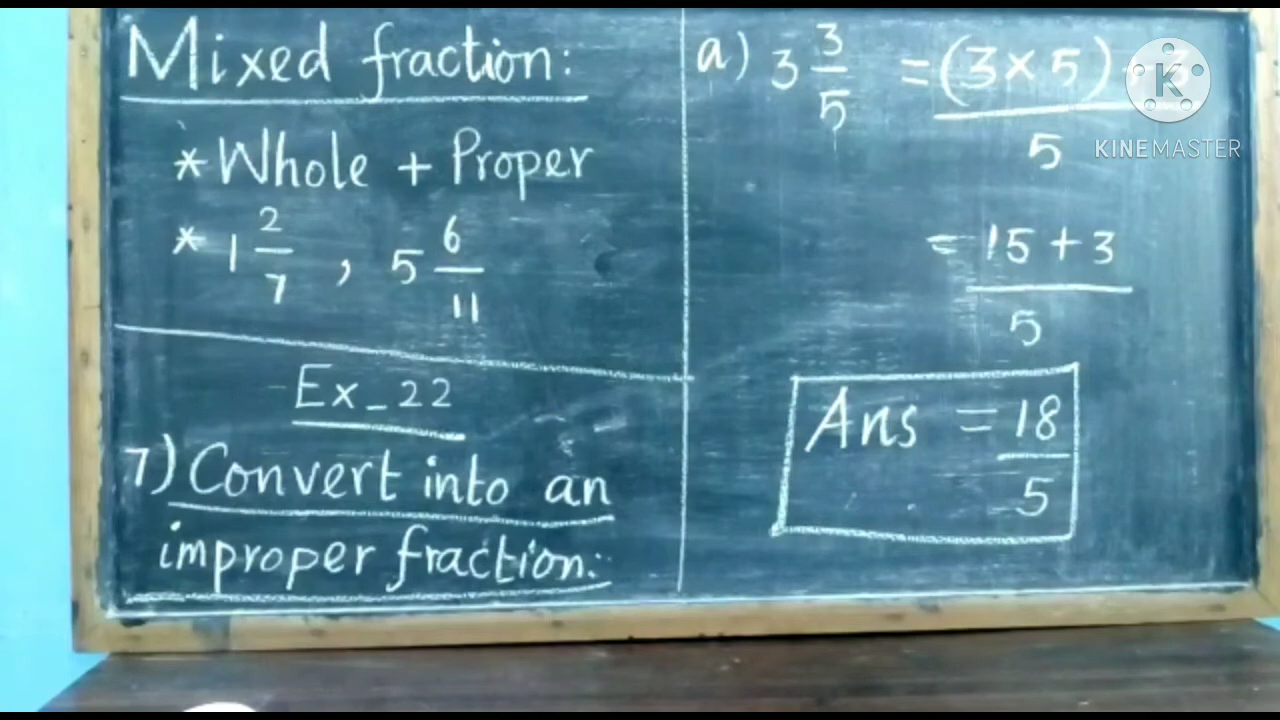 Mixed fraction:
* Whole + Proper
* 1 2/7 , 5 6/11
Ex_22
7) Convert into an
improper fraction:
a) 3 3/5 = (3×5)+3/5
= 15+3/5
Ans = 18/5
K
KINEMASTER